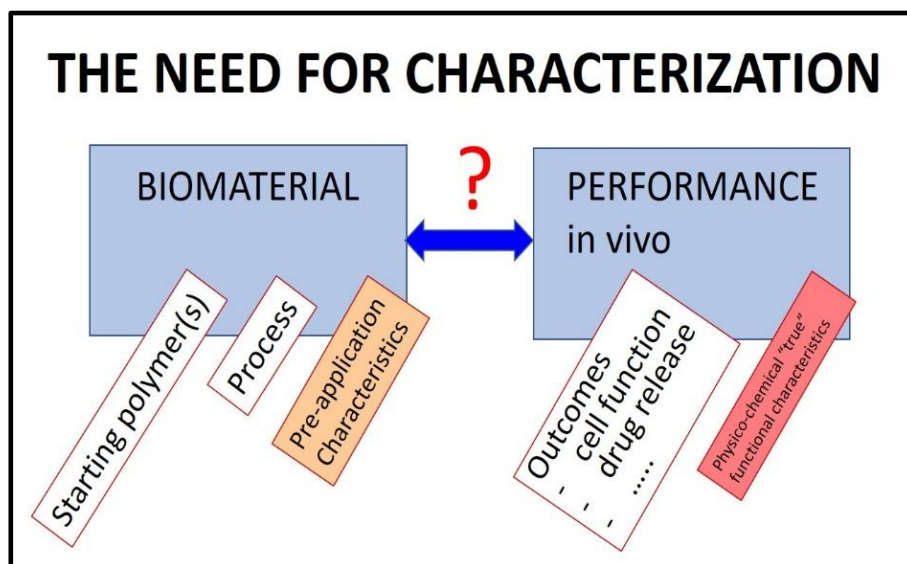 THE NEED FOR CHARACTERIZATION
BIOMATERIAL
?
PERFORMANCE
in vivo
Starting polymer(s)
Process
Pre-application
Characteristics
Outcomes
- cell function
- drug release
- .....
Physico-chemical “true”
functional characteristics